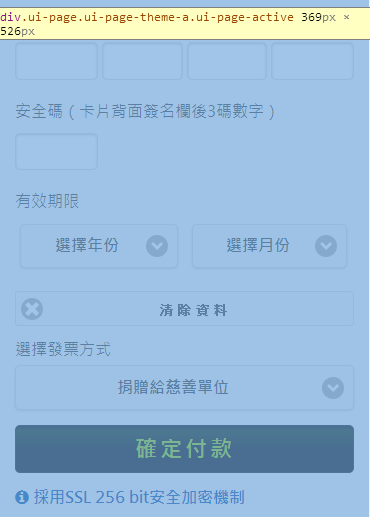 div.ui-page.ui-page-theme-a.ui-page-active 369px ×
526px
安全碼（卡片背面簽名欄後3碼數字）
有效期限
選擇年份 選擇月份
清除資料
選擇發票方式
捐贈給慈善單位
確定付款
採用SSL 256 bit安全加密機制